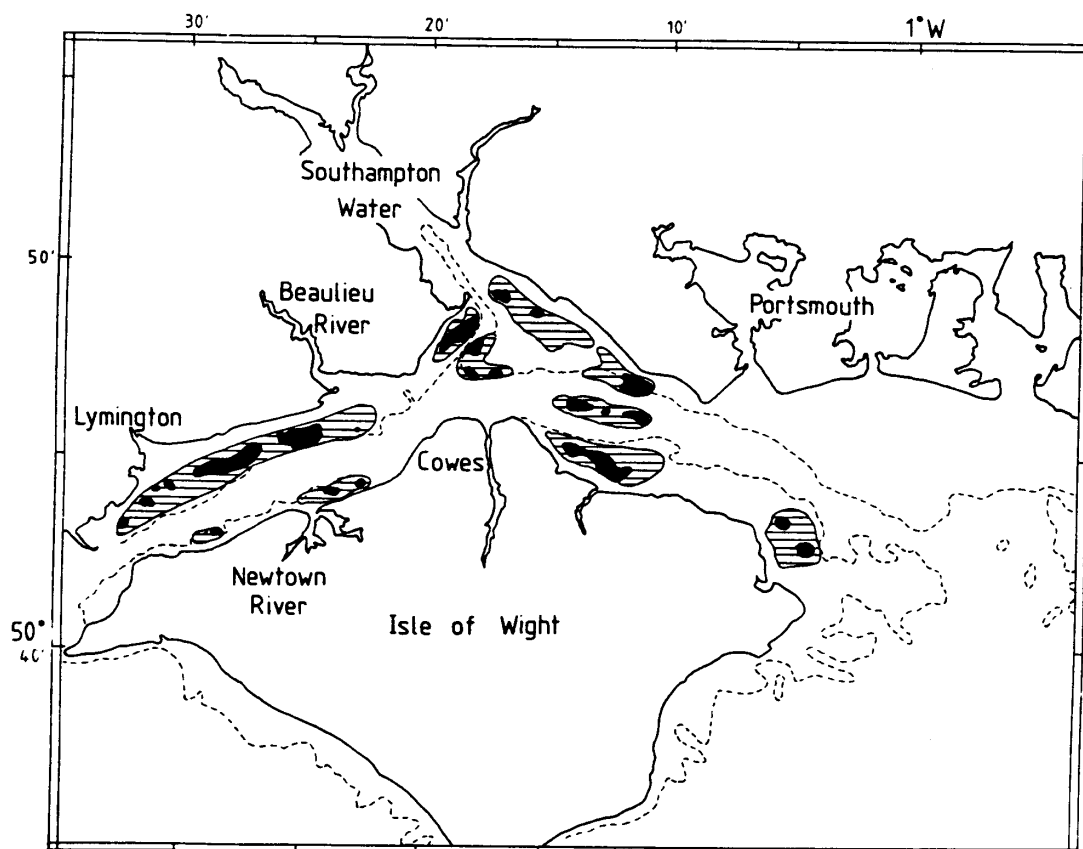 30′ 20′ 10′ 1°W
Southampton
Water
50′
Beaulieu
River
Portsmouth
Lymington
Cowes
Newtown
River
Isle of Wight
50°
40′